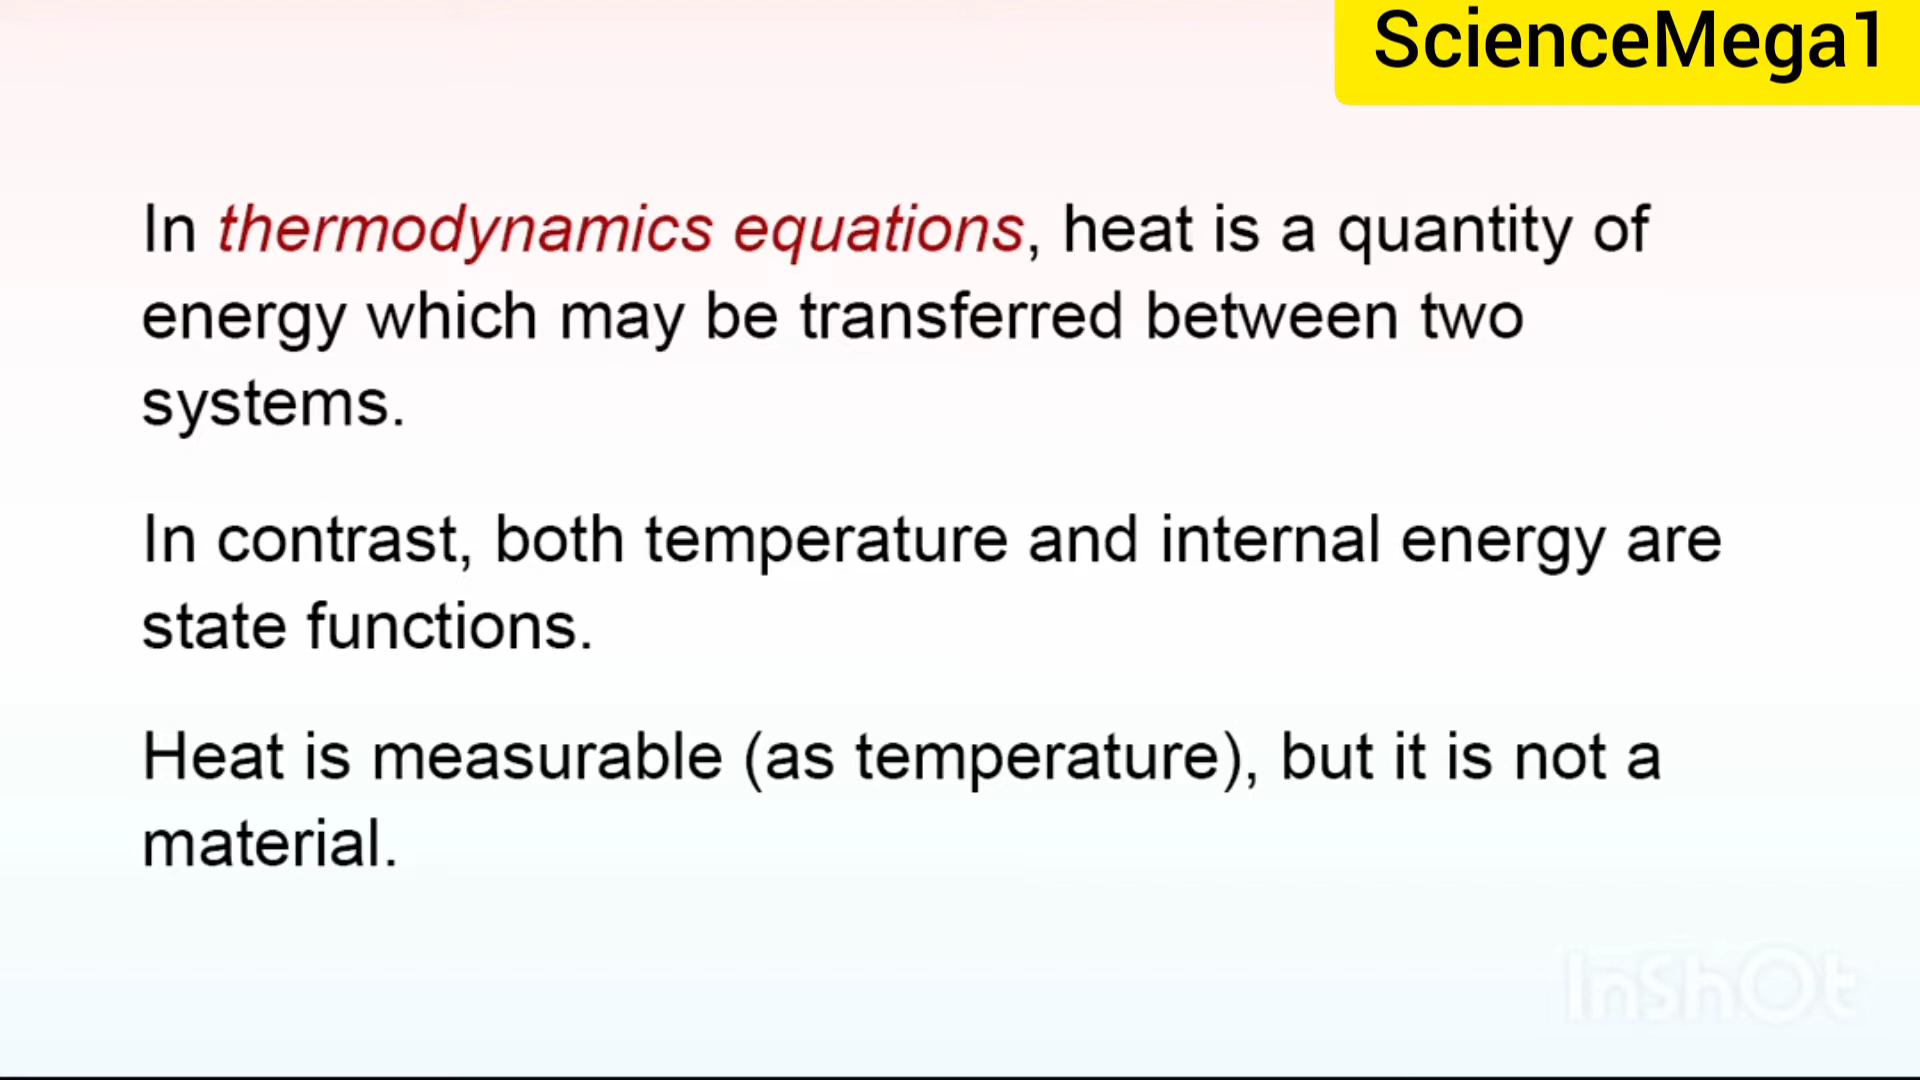 ScienceMega1
In thermodynamics equations, heat is a quantity of
energy which may be transferred between two
systems.
In contrast, both temperature and internal energy are
state functions.
Heat is measurable (as temperature), but it is not a
material.
InShOt